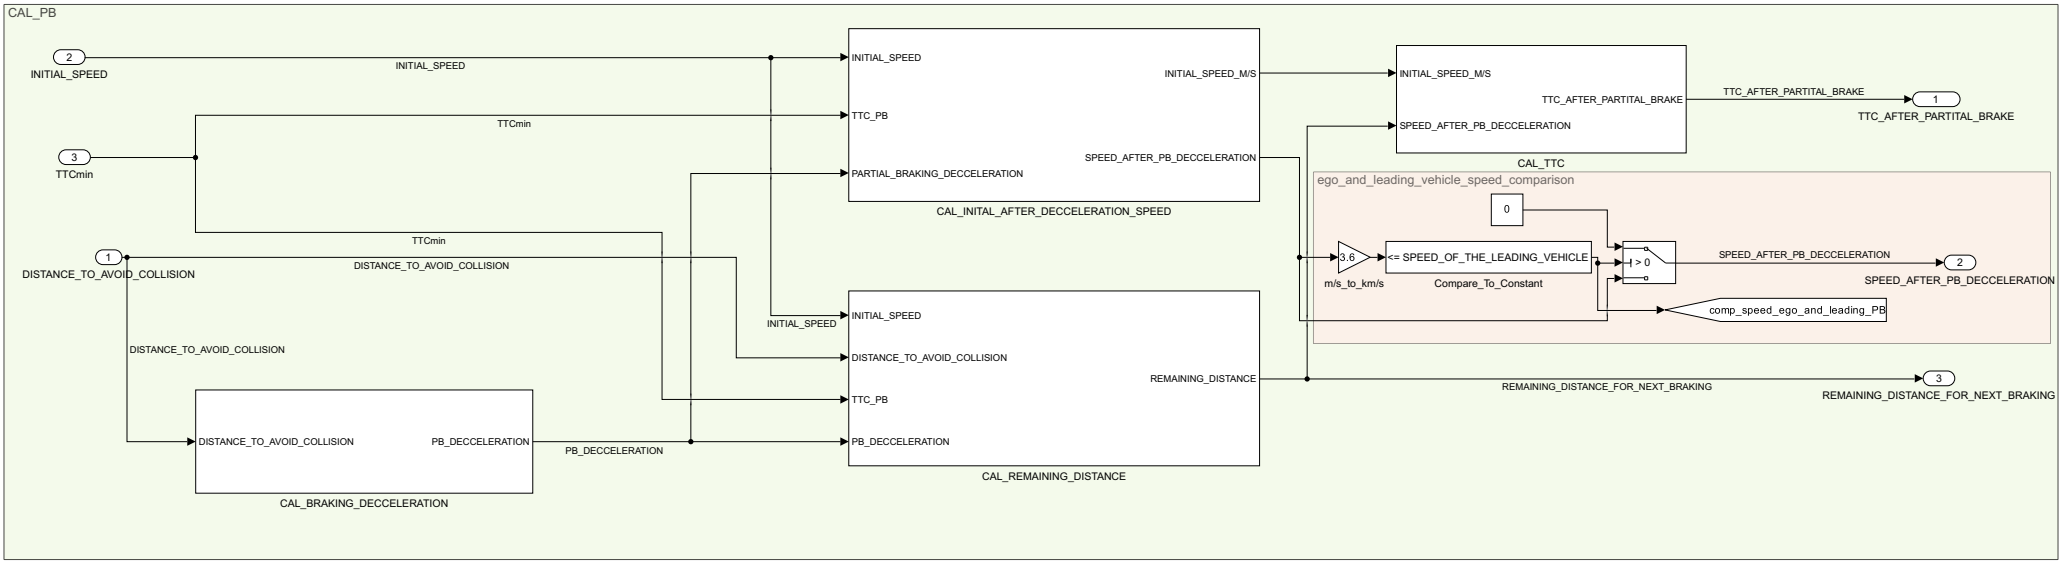 CAL_PB
2
INITIAL_SPEED
INITIAL_SPEED
3
TTCmin
TTCmin
TTCmin
1
DISTANCE_TO_AVOID_COLLISION
DISTANCE_TO_AVOID_COLLISION
DISTANCE_TO_AVOID_COLLISION
DISTANCE_TO_AVOID_COLLISION
PB_DECCELERATION
CAL_BRAKING_DECCELERATION
PB_DECCELERATION
INITIAL_SPEED
TTC_PB
PARTIAL_BRAKING_DECCELERATION
INITIAL_SPEED_M/S
SPEED_AFTER_PB_DECCELERATION
CAL_INITAL_AFTER_DECCELERATION_SPEED
INITIAL_SPEED
INITIAL_SPEED
DISTANCE_TO_AVOID_COLLISION
TTC_PB
PB_DECCELERATION
REMAINING_DISTANCE
CAL_REMAINING_DISTANCE
INITIAL_SPEED_M/S
SPEED_AFTER_PB_DECCELERATION
TTC_AFTER_PARTITAL_BRAKE
CAL_TTC
TTC_AFTER_PARTITAL_BRAKE
1
TTC_AFTER_PARTITAL_BRAKE
ego_and_leading_vehicle_speed_comparison
0
3.6
m/s_to_km/s
<= SPEED_OF_THE_LEADING_VEHICLE
Compare_To_Constant
> 0
SPEED_AFTER_PB_DECCELERATION
2
SPEED_AFTER_PB_DECCELERATION
comp_speed_ego_and_leading_PB
REMAINING_DISTANCE_FOR_NEXT_BRAKING
3
REMAINING_DISTANCE_FOR_NEXT_BRAKING